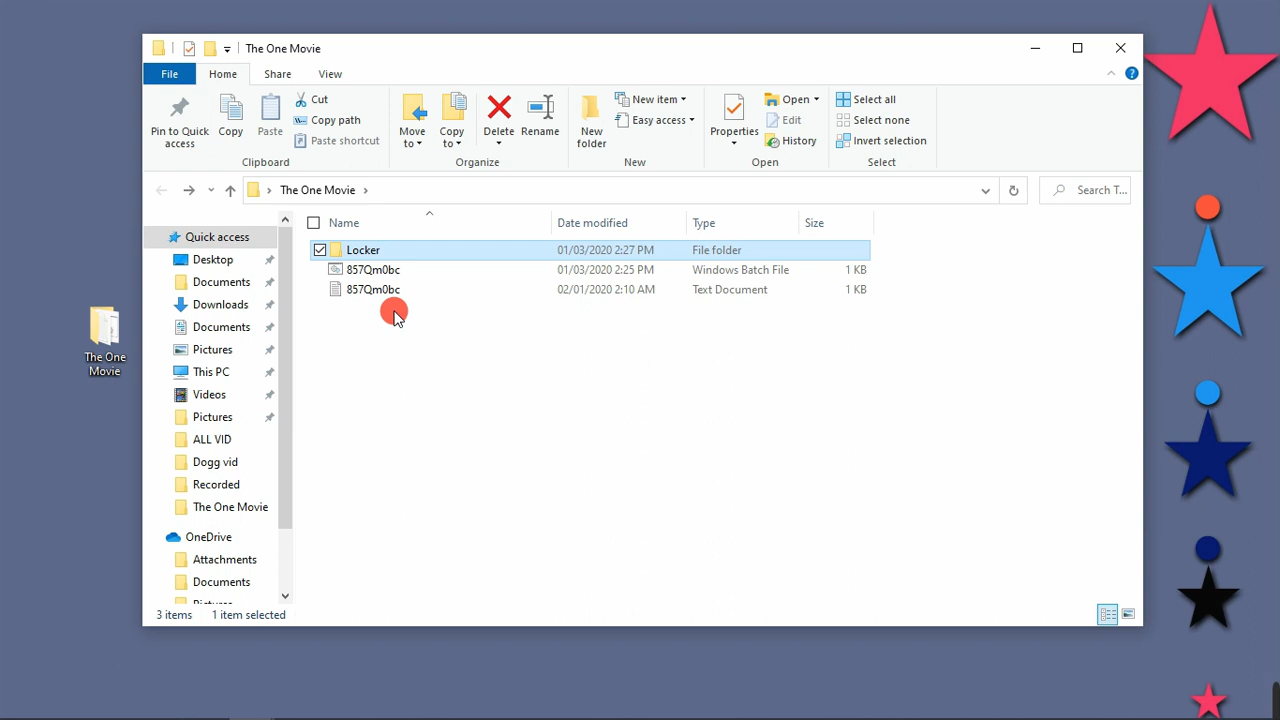 The One Movie
File Home Share View
Pin to Quick access
Copy
Paste
Cut
Copy path
Paste shortcut
Clipboard
Move to
Copy to
Delete
Rename
Organize
New folder
New item
Easy access
New
Properties
Open
Edit
History
Open
Select all
Select none
Invert selection
Select
The One Movie
Search T...
Name Date modified Type Size
Locker 01/03/2020 2:27 PM File folder
857Qm0bc 01/03/2020 2:25 PM Windows Batch File 1 KB
857Qm0bc 02/01/2020 2:10 AM Text Document 1 KB
Quick access
Desktop
Documents
Downloads
Documents
Pictures
This PC
Videos
Pictures
ALL VID
Dogg vid
Recorded
The One Movie
OneDrive
Attachments
Documents
Pictures
3 items 1 item selected
The One
Movie